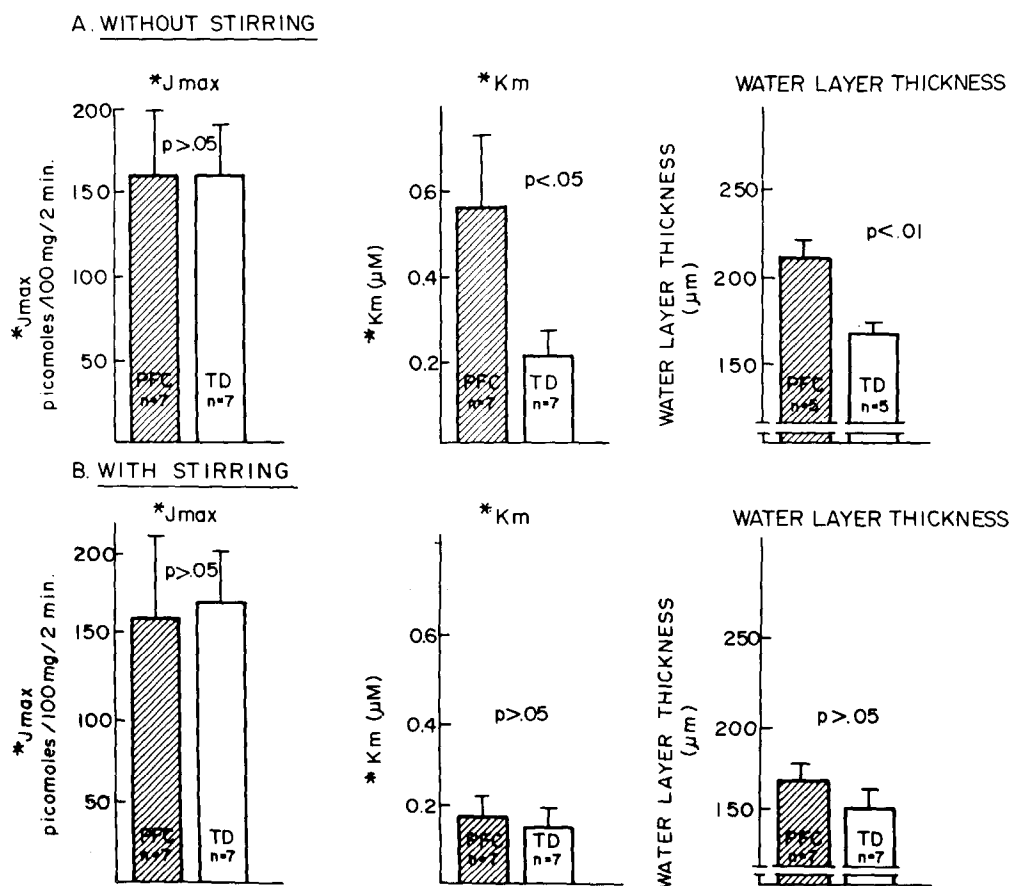 A. WITHOUT STIRRING
*Jmax
*Jmax
picomoles/100mg/2 min.
200
150
100
50
p>.05
PFC
n=7
TD
n=7
*Km
*Km (µM)
0.6
0.4
0.2
p<.05
PFC
n=7
TD
n=7
WATER LAYER THICKNESS
WATER LAYER THICKNESS
(µm)
250
200
150
p<.01
PFC
n=5
TD
n=5
B. WITH STIRRING
*Jmax
*Jmax
picomoles/100mg/2 min.
200
150
100
50
p>.05
PFC
n=7
TD
n=7
*Km
*Km (µM)
0.6
0.4
0.2
p>.05
PFC
n=7
TD
n=7
WATER LAYER THICKNESS
WATER LAYER THICKNESS
(µm)
250
200
150
p>.05
PFC
n=7
TD
n=7